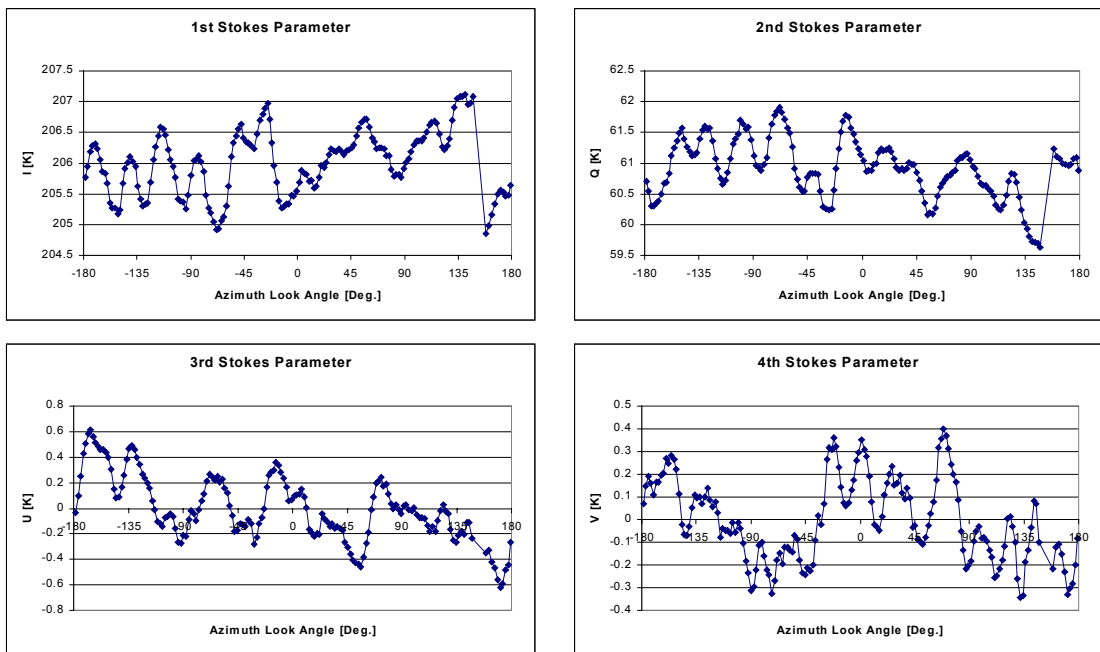 1st Stokes Parameter
207.5
207
206.5
206
205.5
205
204.5
I [K]
-180 -135 -90 -45 0 45 90 135 180
Azimuth Look Angle [Deg.]
2nd Stokes Parameter
62.5
62
61.5
61
60.5
60
59.5
Q [K]
-180 -135 -90 -45 0 45 90 135 180
Azimuth Look Angle [Deg.]
3rd Stokes Parameter
0.8
0.6
0.4
0.2
0
-0.2
-0.4
-0.6
-0.8
U [K]
-180 -135 -90 -45 0 45 90 135 180
Azimuth Look Angle [Deg.]
4th Stokes Parameter
0.5
0.4
0.3
0.2
0.1
0
-0.1
-0.2
-0.3
-0.4
V [K]
-180 -135 -90 -45 0 45 90 135 180
Azimuth Look Angle [Deg.]